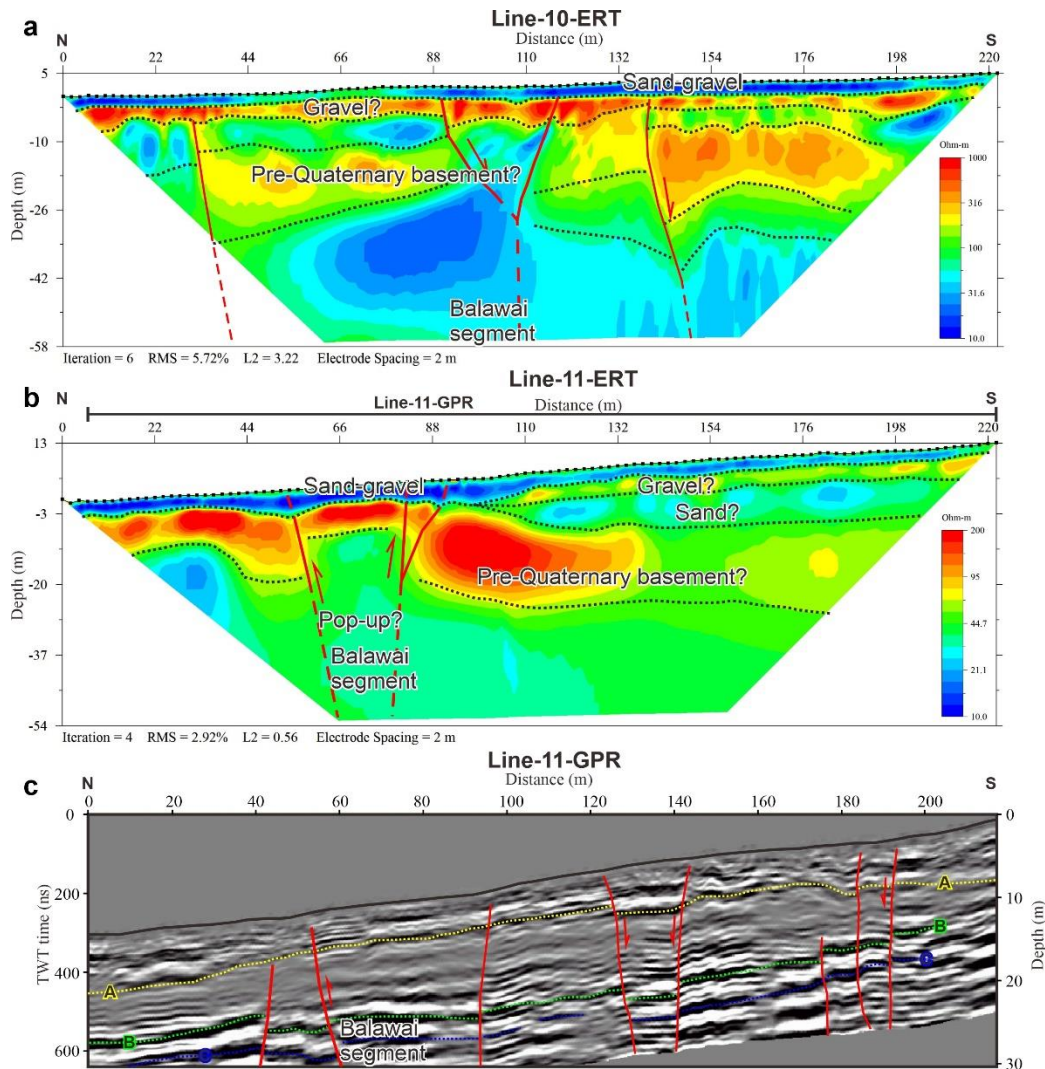 a
Line-10-ERT
N Distance (m) S
0 22 44 66 88 110 132 154 176 198 220
5
-10
-26
-42
-58
Depth (m)
Sand-gravel
Gravel?
Pre-Quaternary basement?
Balawai
segment
Ohm-m
1000
316
100
31.6
10.0
Iteration = 6 RMS = 5.72% L2 = 3.22 Electrode Spacing = 2 m
b
Line-11-ERT
N Line-11-GPR Distance (m) S
0 22 44 66 88 110 132 154 176 198 220
13
-3
-20
-37
-54
Depth (m)
Sand-gravel
Gravel?
Sand?
Pre-Quaternary basement?
Pop-up?
Balawai
segment
Ohm-m
200
95
44.7
21.1
10.0
Iteration = 4 RMS = 2.92% L2 = 0.56 Electrode Spacing = 2 m
c
Line-11-GPR
N Distance (m) S
0 20 40 60 80 100 120 140 160 180 200
0
200
400
600
TWT time (ns)
0
10
20
30
Depth (m)
A
A
B
B
Balawai
segment